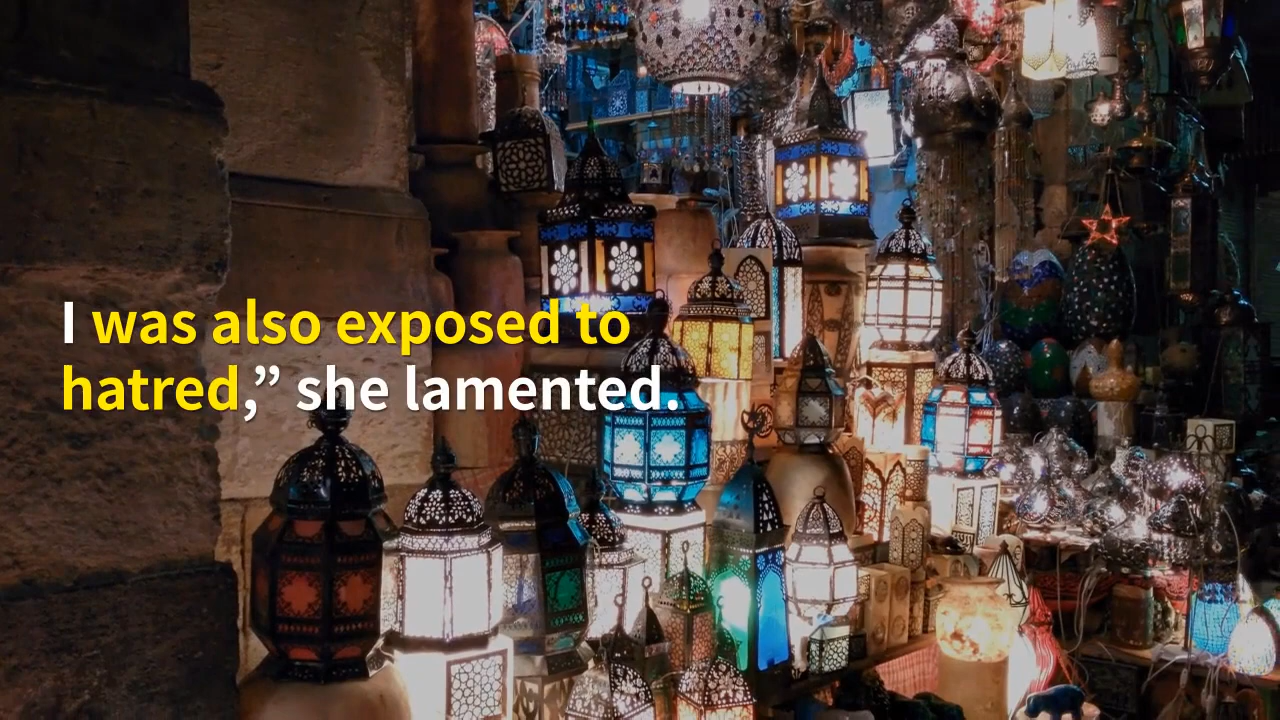 I was also exposed to
hatred,” she lamented.